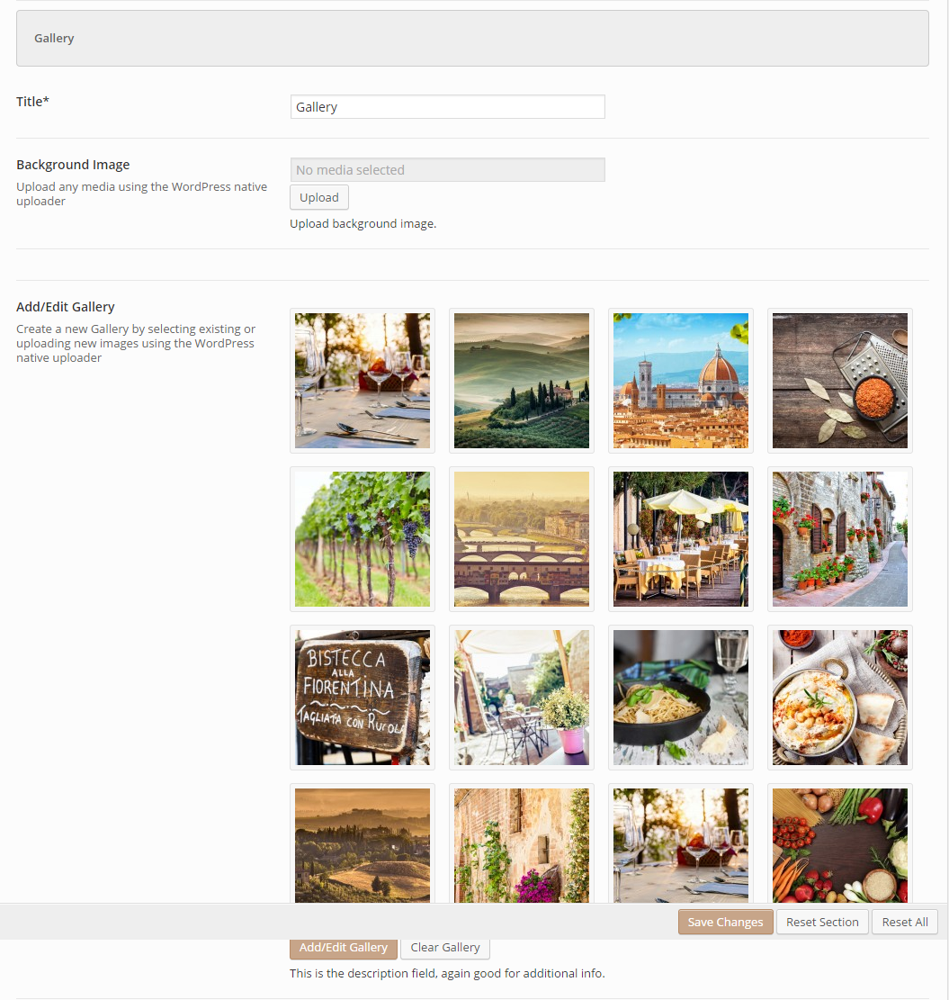 Gallery
Title*
Gallery
Background Image
Upload any media using the WordPress native
uploader
No media selected
Upload
Upload background image.
Add/Edit Gallery
Create a new Gallery by selecting existing or
uploading new images using the WordPress
native uploader
BISTECCA
ALLA
FIORENTINA
TAGLIATA CON RUCOLA
Save Changes
Reset Section
Reset All
Add/Edit Gallery
Clear Gallery
This is the description field, again good for additional info.